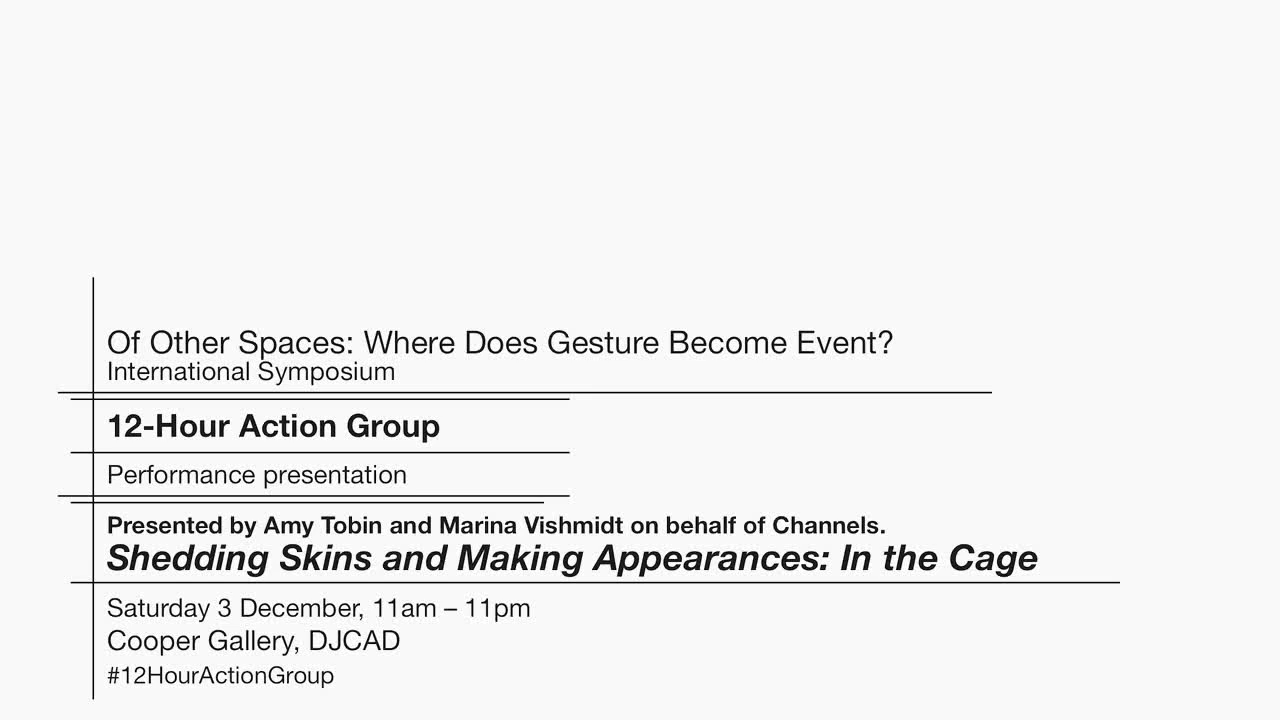 Of Other Spaces: Where Does Gesture Become Event?
International Symposium
12-Hour Action Group
Performance presentation
Presented by Amy Tobin and Marina Vishmidt on behalf of Channels.
Shedding Skins and Making Appearances: In the Cage
Saturday 3 December, 11am – 11pm
Cooper Gallery, DJCAD
#12HourActionGroup